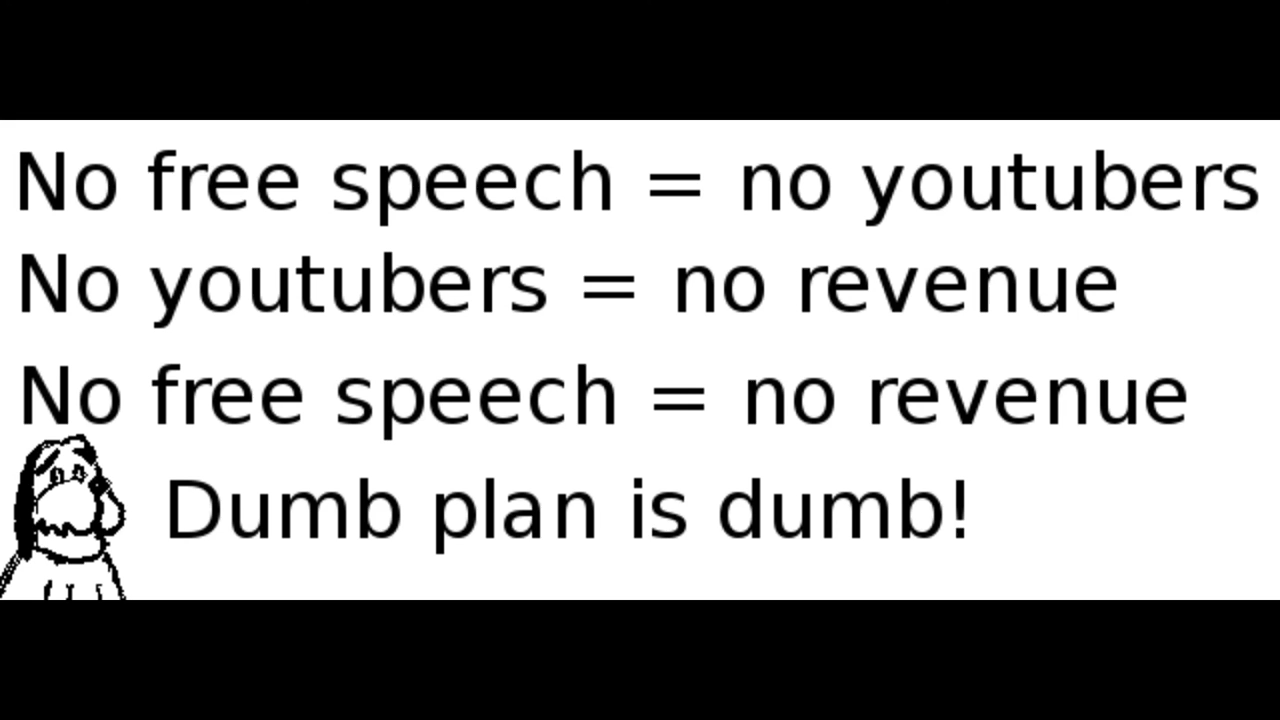 No free speech = no youtubers
No youtubers = no revenue
No free speech = no revenue
Dumb plan is dumb!